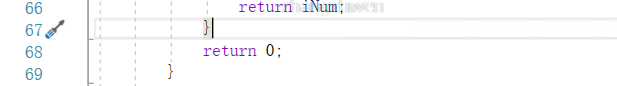 66 return iNum;
67 }
68 return 0;
69 }